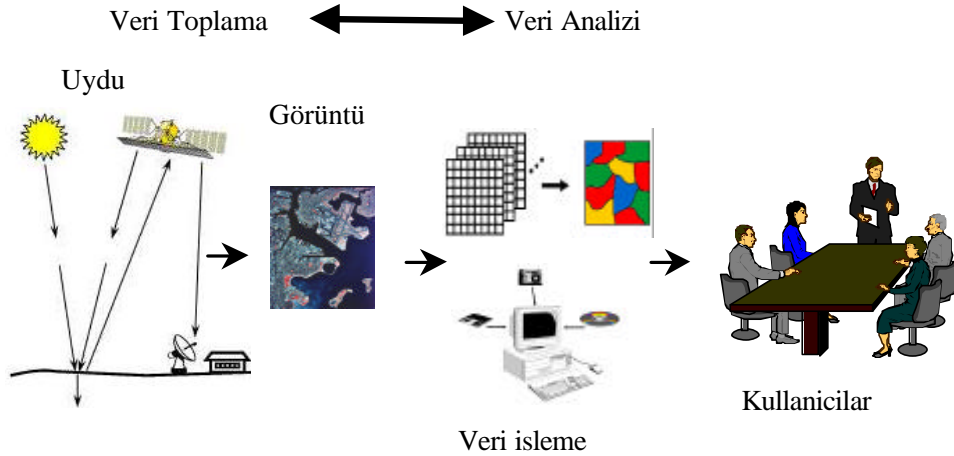 Veri Toplama
Veri Analizi
Uydu
Görüntü
Kullanicilar
Veri isleme